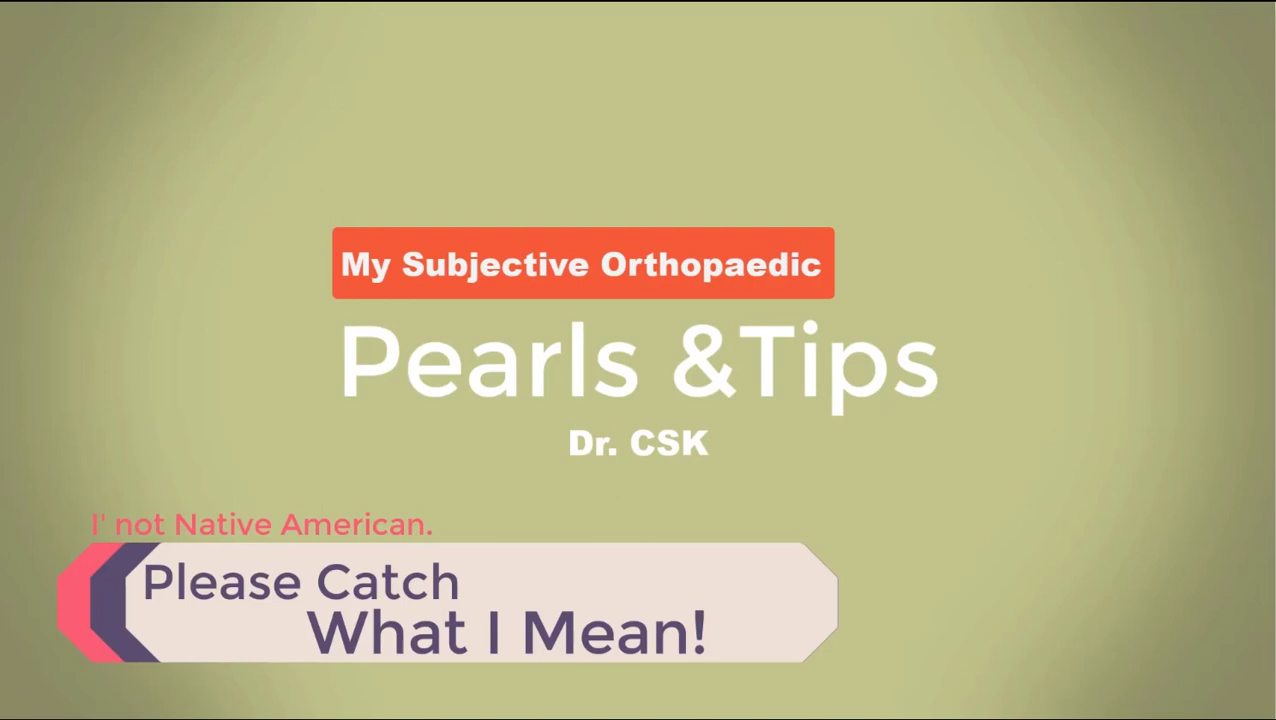 My Subjective Orthopaedic
Pearls &Tips
Dr. CSK
I' not Native American.
Please Catch
What I Mean!